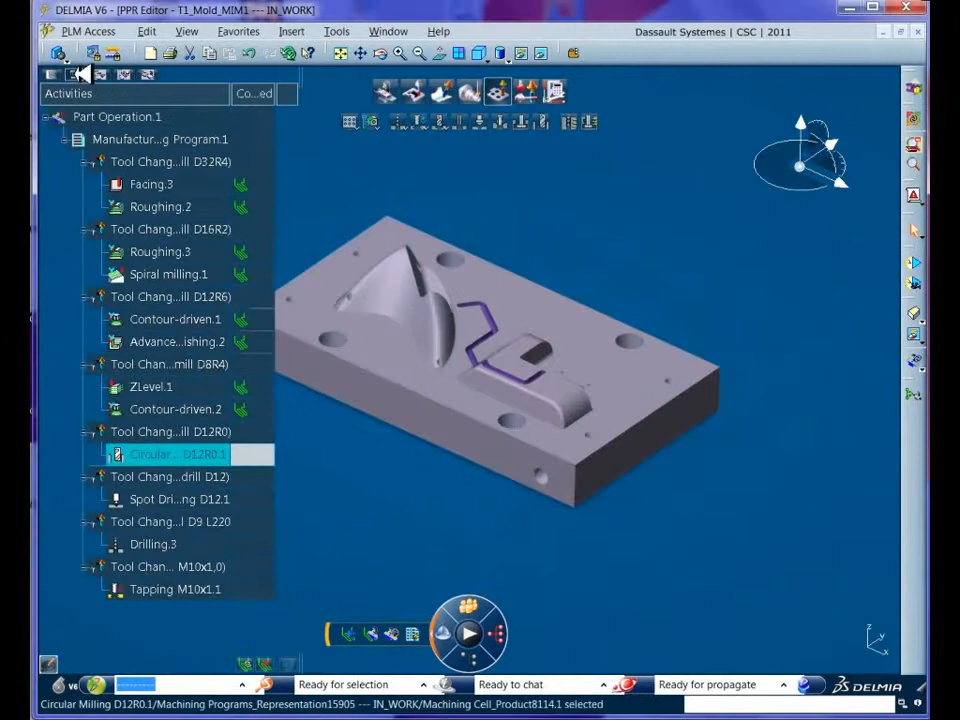 DELMIA V6 - [PPR Editor - T1_Mold_MIM1 --- IN_WORK]
PLM Access Edit View Favorites Insert Tools Window Help Dassault Systemes | CSC | 2011
Activities Co...ed
Part Operation.1
Manufactur...g Program.1
Tool Chang...ill D32R4)
Facing.3
Roughing.2
Tool Chang...ill D16R2)
Roughing.3
Spiral milling.1
Tool Chang...ill D12R6)
Contour-driven.1
Advance...ishing.2
Tool Chan...mill D8R4)
ZLevel.1
Contour-driven.2
Tool Chang...ill D12R0)
Circular... D12R0.1
Tool Chang...drill D12)
Spot Dri...ng D12.1
Tool Chang...l D9 L220
Drilling.3
Tool Chan... M10x1,0)
Tapping M10x1.1
z
y
x
V6 Ready for selection Ready to chat Ready for propagate DELMIA
Circular Milling D12R0.1/Machining Programs_Representation15905 --- IN_WORK/Machining Cell_Product8114.1 selected